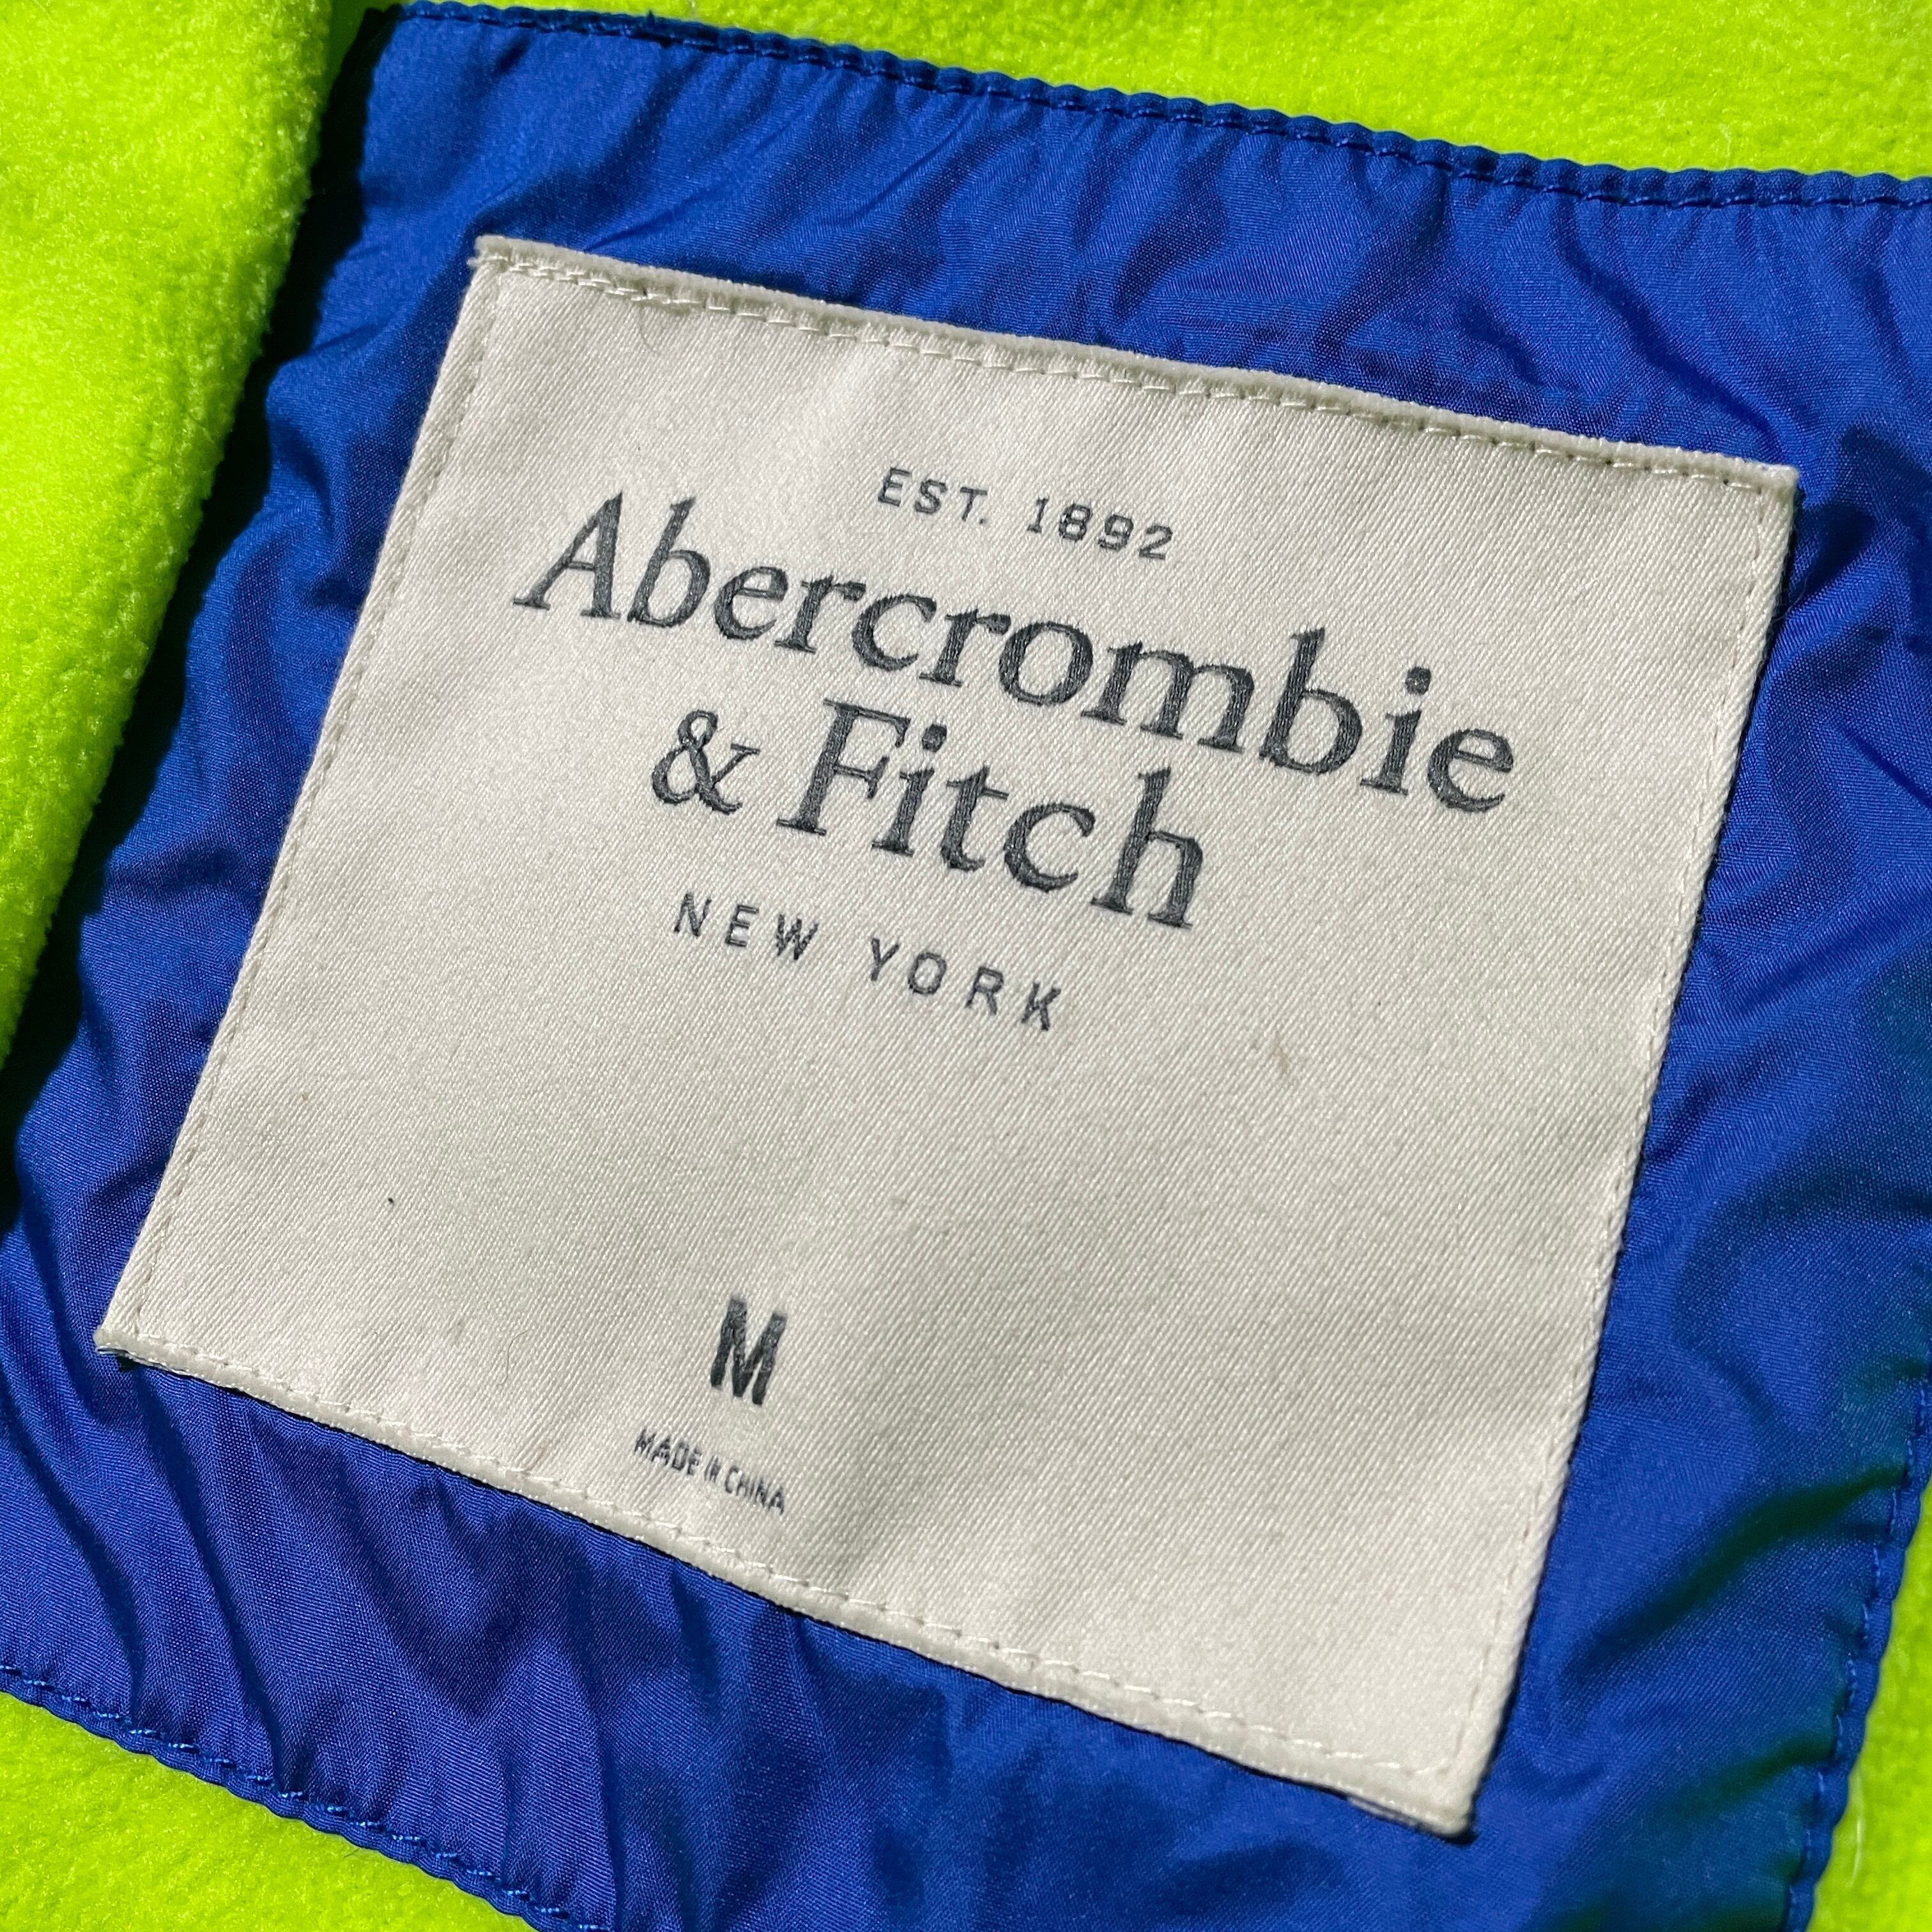 EST. 1892
Abercrombie
& Fitch
NEW YORK
M
MADE IN CHINA